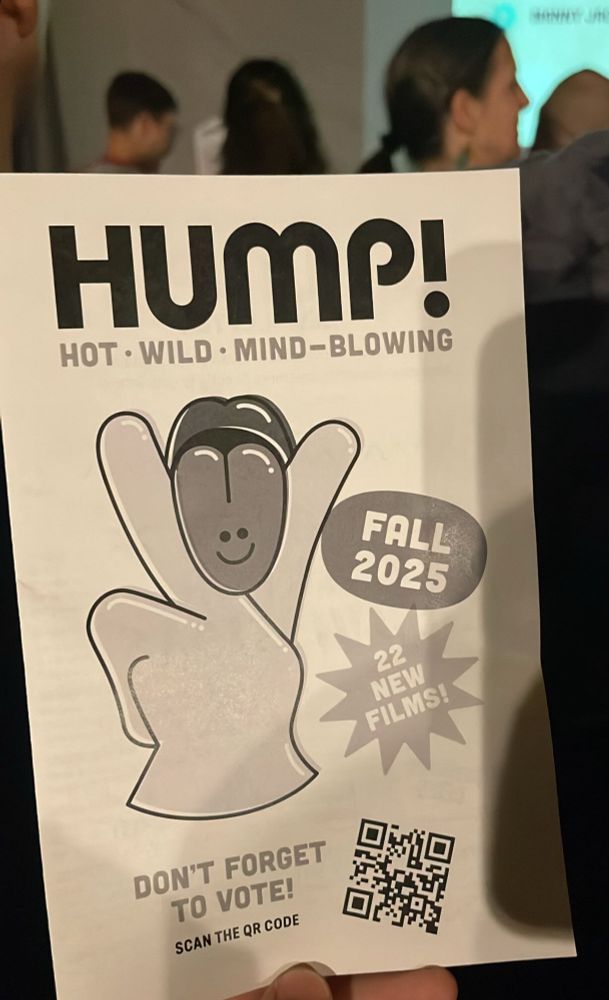 HUMP!
HOT · WILD · MIND-BLOWING
FALL
2025
22
NEW
FILMS!
DON'T FORGET
TO VOTE!
SCAN THE QR CODE